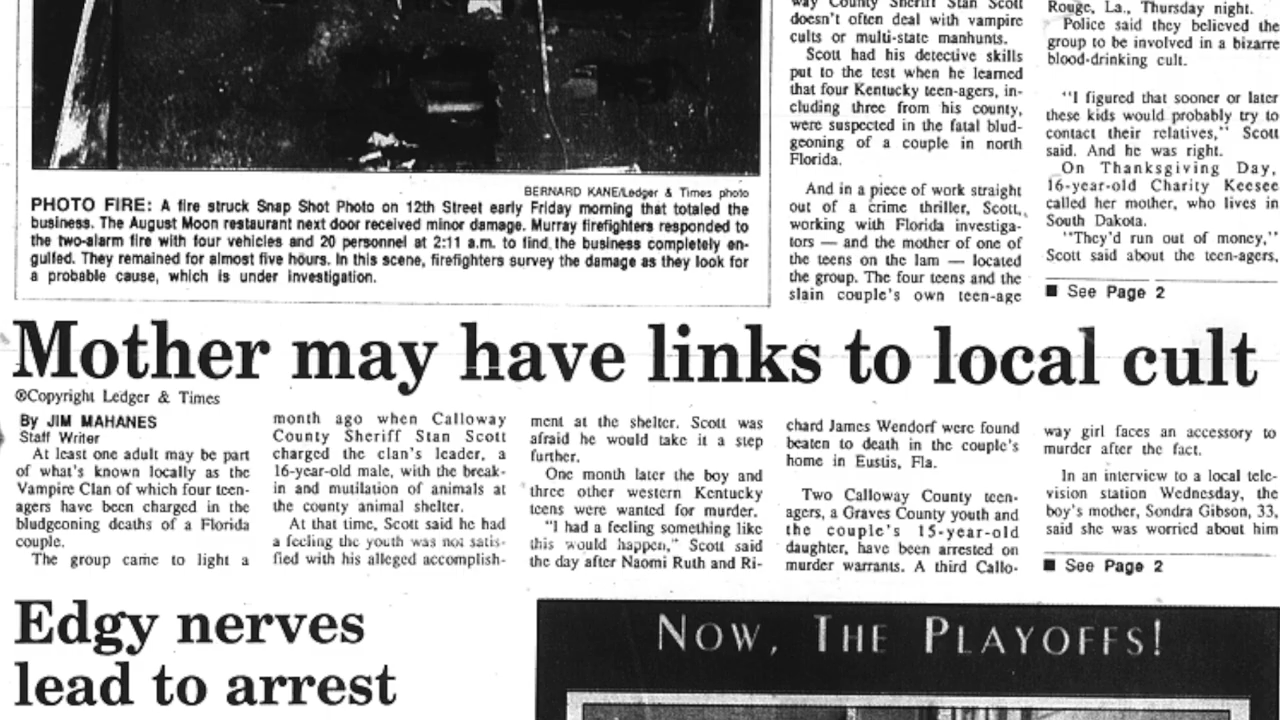 BERNARD KANE/Ledger & Times photo
PHOTO FIRE: A fire struck Snap Shot Photo on 12th Street early Friday morning that totaled the
business. The August Moon restaurant next door received minor damage. Murray firefighters responded to
the two-alarm fire with four vehicles and 20 personnel at 2:11 a.m. to find the business completely en-
gulfed. They remained for almost five hours. In this scene, firefighters survey the damage as they look for
a probable cause, which is under investigation.
way County Sheriff Stan Scott
doesn't often deal with vampire
cults or multi-state manhunts.
Scott had his detective skills
put to the test when he learned
that four Kentucky teen-agers, in-
cluding three from his county,
were suspected in the fatal blud-
geoning of a couple in north
Florida.
And in a piece of work straight
out of a crime thriller, Scott,
working with Florida investiga-
tors — and the mother of one of
the teens on the lam — located
the group. The four teens and the
slain couple's own teen-age
Rouge, La., Thursday night.
Police said they believed the
group to be involved in a bizarre
blood-drinking cult.
"I figured that sooner or later
these kids would probably try to
contact their relatives," Scott
said. And he was right.
On Thanksgiving Day,
16-year-old Charity Keesee
called her mother, who lives in
South Dakota.
"They'd run out of money,"
Scott said about the teen-agers,
■ See Page 2
Mother may have links to local cult
©Copyright Ledger & Times
By JIM MAHANES
Staff Writer
At least one adult may be part
of what's known locally as the
Vampire Clan of which four teen-
agers have been charged in the
bludgeoning deaths of a Florida
couple.
The group came to light a
month ago when Calloway
County Sheriff Stan Scott
charged the clan's leader, a
16-year-old male, with the break-
in and mutilation of animals at
the county animal shelter.
At that time, Scott said he had
a feeling the youth was not satis-
fied with his alleged accomplish-
ment at the shelter. Scott was
afraid he would take it a step
further.
One month later the boy and
three other western Kentucky
teens were wanted for murder.
"I had a feeling something like
this would happen," Scott said
the day after Naomi Ruth and Ri-
chard James Wendorf were found
beaten to death in the couple's
home in Eustis, Fla.
Two Calloway County teen-
agers, a Graves County youth and
the couple's 15-year-old
daughter, have been arrested on
murder warrants. A third Callo-
way girl faces an accessory to
murder after the fact.
In an interview to a local tele-
vision station Wednesday, the
boy's mother, Sondra Gibson, 33,
said she was worried about him
■ See Page 2
Edgy nerves
lead to arrest
NOW, THE PLAYOFFS!